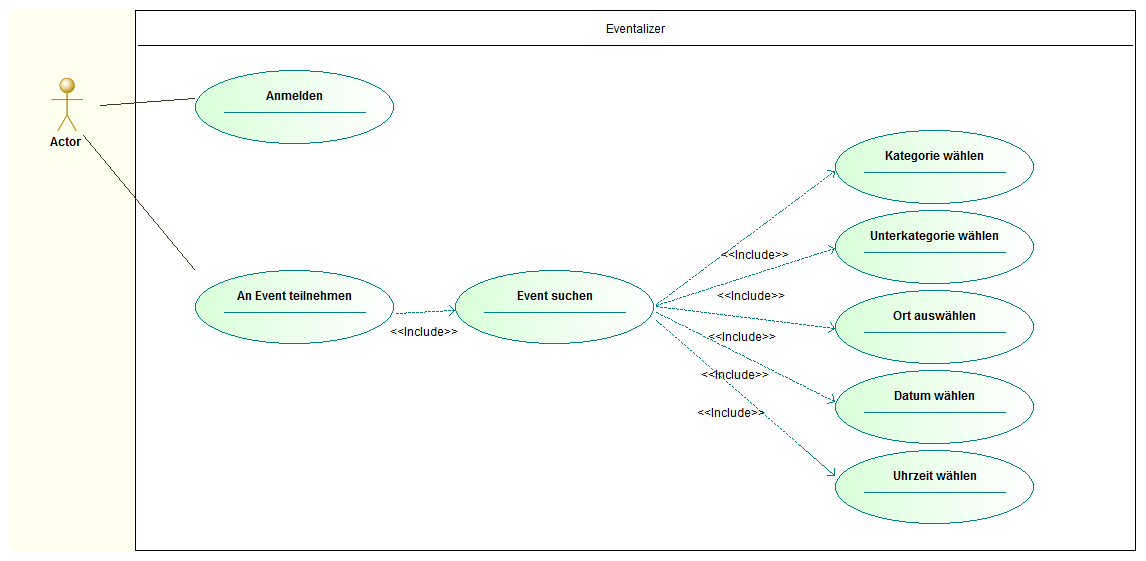 Eventalizer
Anmelden
Actor
Kategorie wählen
Unterkategorie wählen
<<Include>>
An Event teilnehmen
Event suchen
<<Include>>
Ort auswählen
<<Include>>
<<Include>>
<<Include>>
Datum wählen
<<Include>>
Uhrzeit wählen